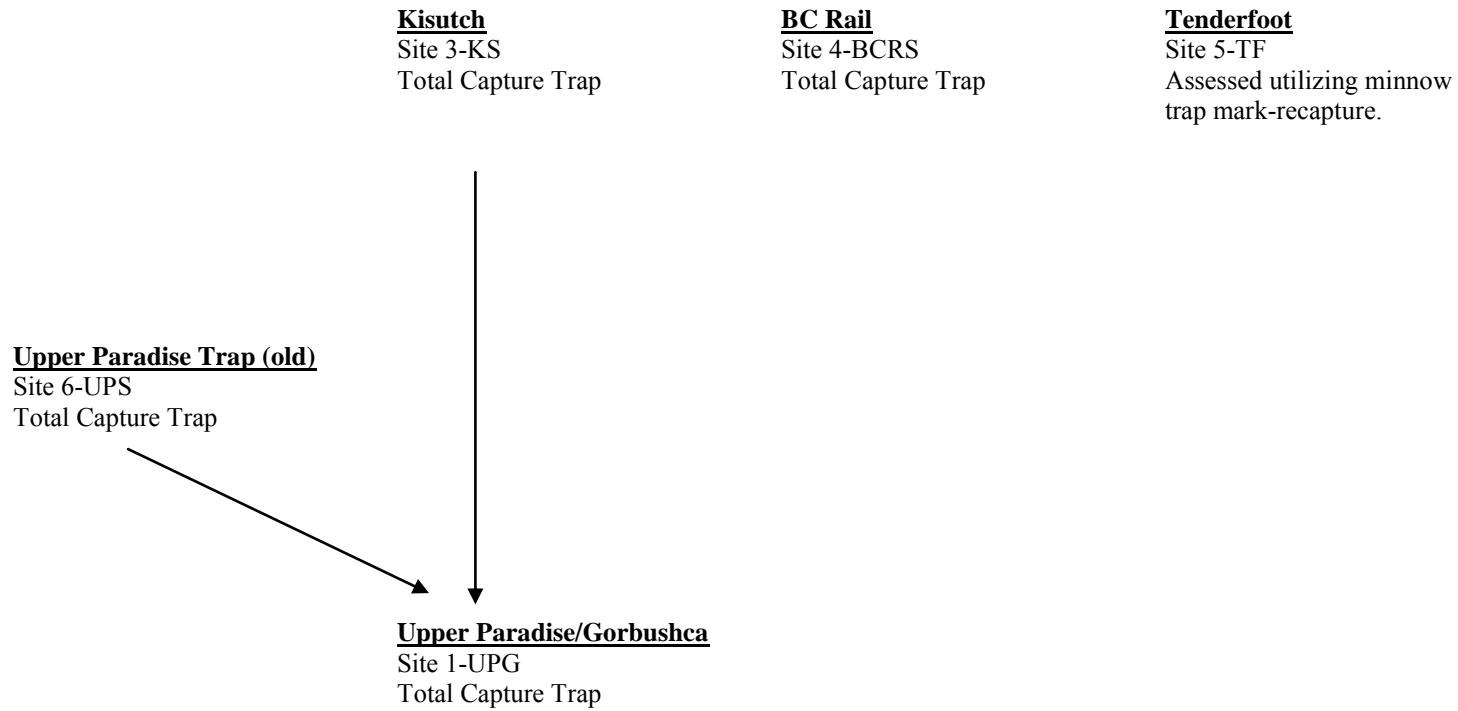 Kisutch
Site 3-KS
Total Capture Trap
BC Rail
Site 4-BCRS
Total Capture Trap
Tenderfoot
Site 5-TF
Assessed utilizing minnow
trap mark-recapture.
Upper Paradise Trap (old)
Site 6-UPS
Total Capture Trap
Upper Paradise/Gorbushca
Site 1-UPG
Total Capture Trap